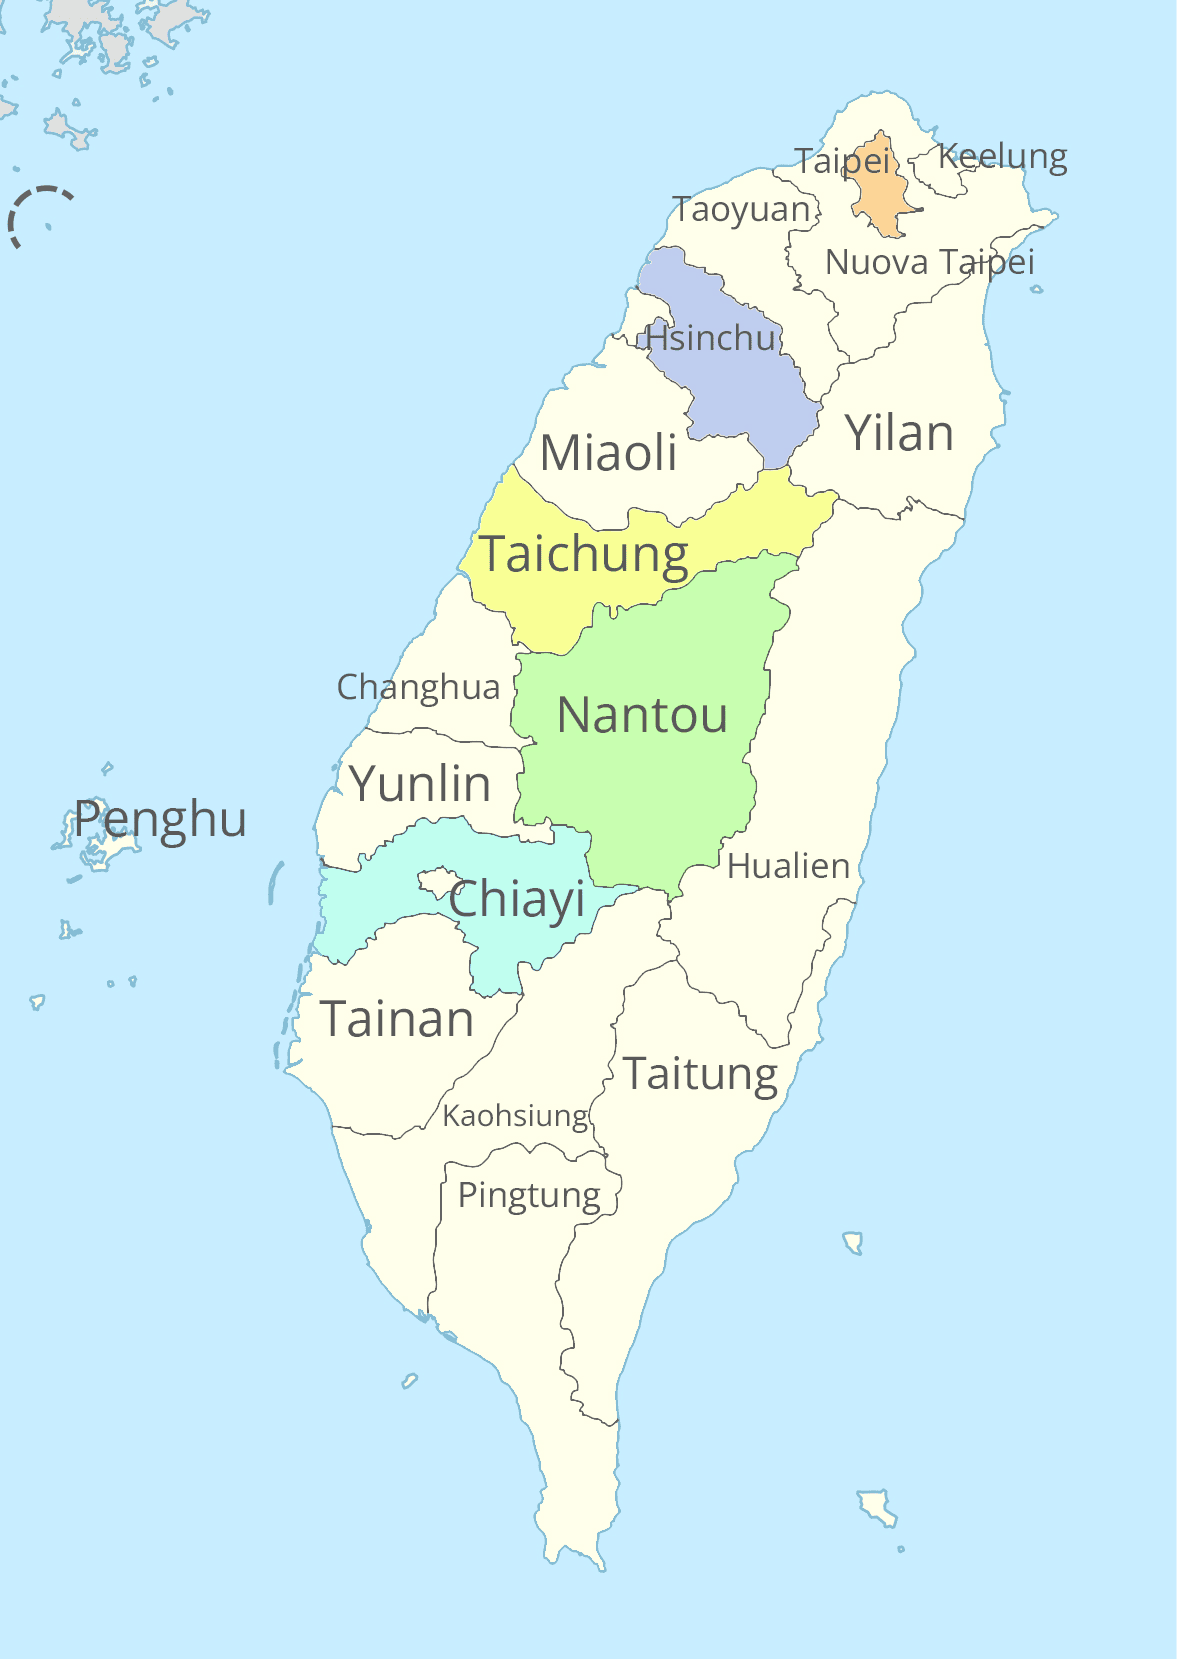 Taipei
Keelung
Taoyuan
Nuova Taipei
Hsinchu
Yilan
Miaoli
Taichung
Changhua
Nantou
Yunlin
Penghu
Hualien
Chiayi
Tainan
Taitung
Kaohsiung
Pingtung